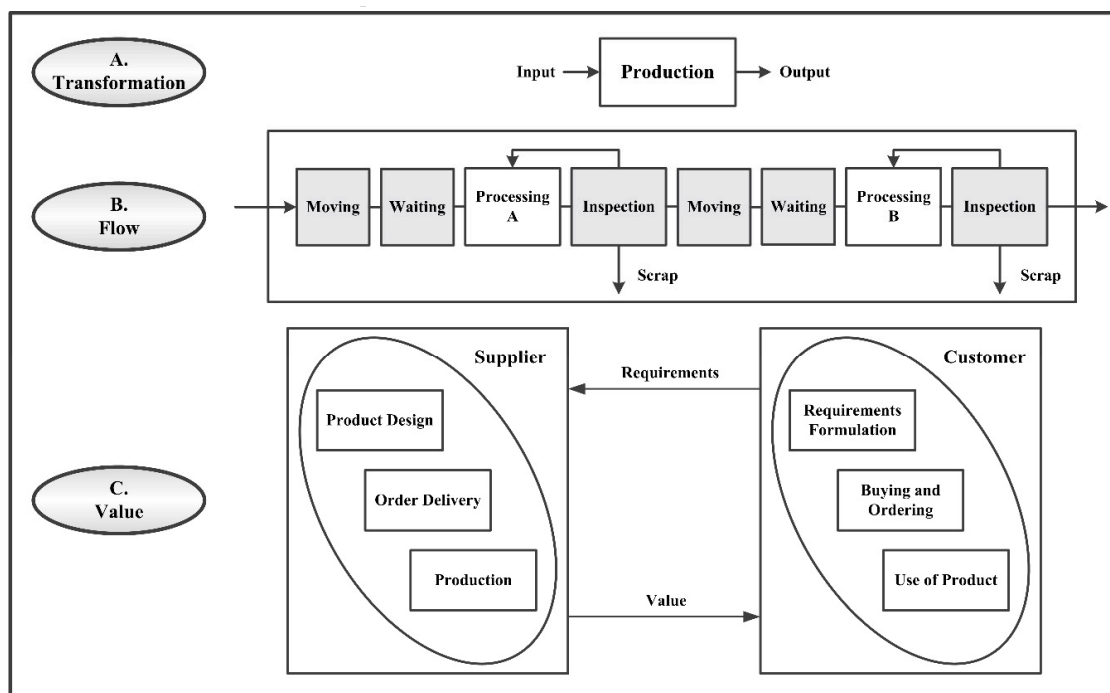 A.
Transformation
Input
Production
Output
B.
Flow
Moving
Waiting
Processing
A
Inspection
Moving
Waiting
Processing
B
Inspection
Scrap
Scrap
C.
Value
Supplier
Product Design
Order Delivery
Production
Requirements
Value
Customer
Requirements
Formulation
Buying and
Ordering
Use of Product